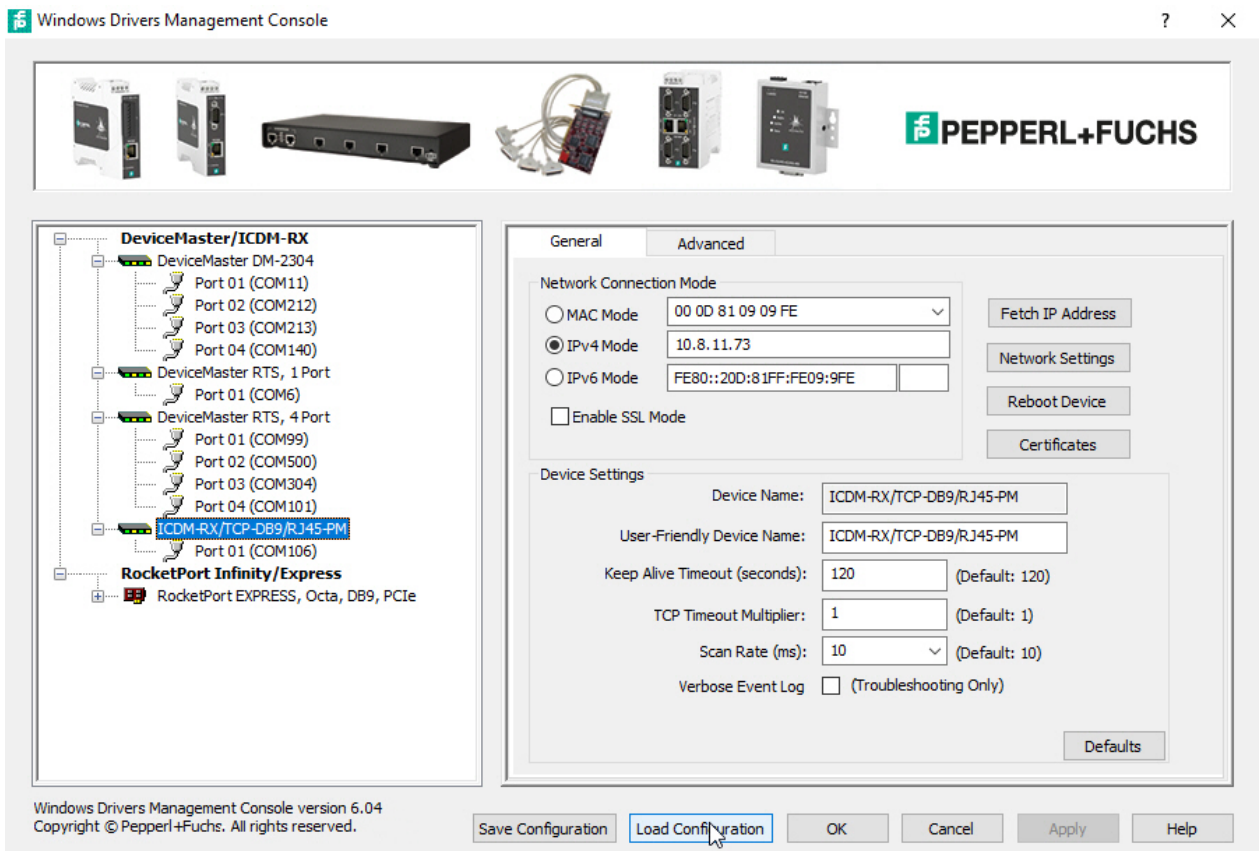 Windows Drivers Management Console
?
PEPPERL+FUCHS
DeviceMaster/ICDM-RX
DeviceMaster DM-2304
Port 01 (COM11)
Port 02 (COM212)
Port 03 (COM213)
Port 04 (COM140)
DeviceMaster RTS, 1 Port
Port 01 (COM6)
DeviceMaster RTS, 4 Port
Port 01 (COM99)
Port 02 (COM500)
Port 03 (COM304)
Port 04 (COM101)
ICDM-RX/TCP-DB9/RJ45-PM
Port 01 (COM106)
RocketPort Infinity/Express
RocketPort EXPRESS, Octa, DB9, PCIe
General Advanced
Network Connection Mode
MAC Mode 00 0D 81 09 09 FE Fetch IP Address
IPv4 Mode 10.8.11.73 Network Settings
IPv6 Mode FE80::20D:81FF:FE09:9FE Reboot Device
Enable SSL Mode Certificates
Device Settings
Device Name: ICDM-RX/TCP-DB9/RJ45-PM
User-Friendly Device Name: ICDM-RX/TCP-DB9/RJ45-PM
Keep Alive Timeout (seconds): 120 (Default: 120)
TCP Timeout Multiplier: 1 (Default: 1)
Scan Rate (ms): 10 (Default: 10)
Verbose Event Log (Troubleshooting Only)
Defaults
Windows Drivers Management Console version 6.04
Copyright © Pepperl+Fuchs. All rights reserved.
Save Configuration Load Configuration OK Cancel Apply Help